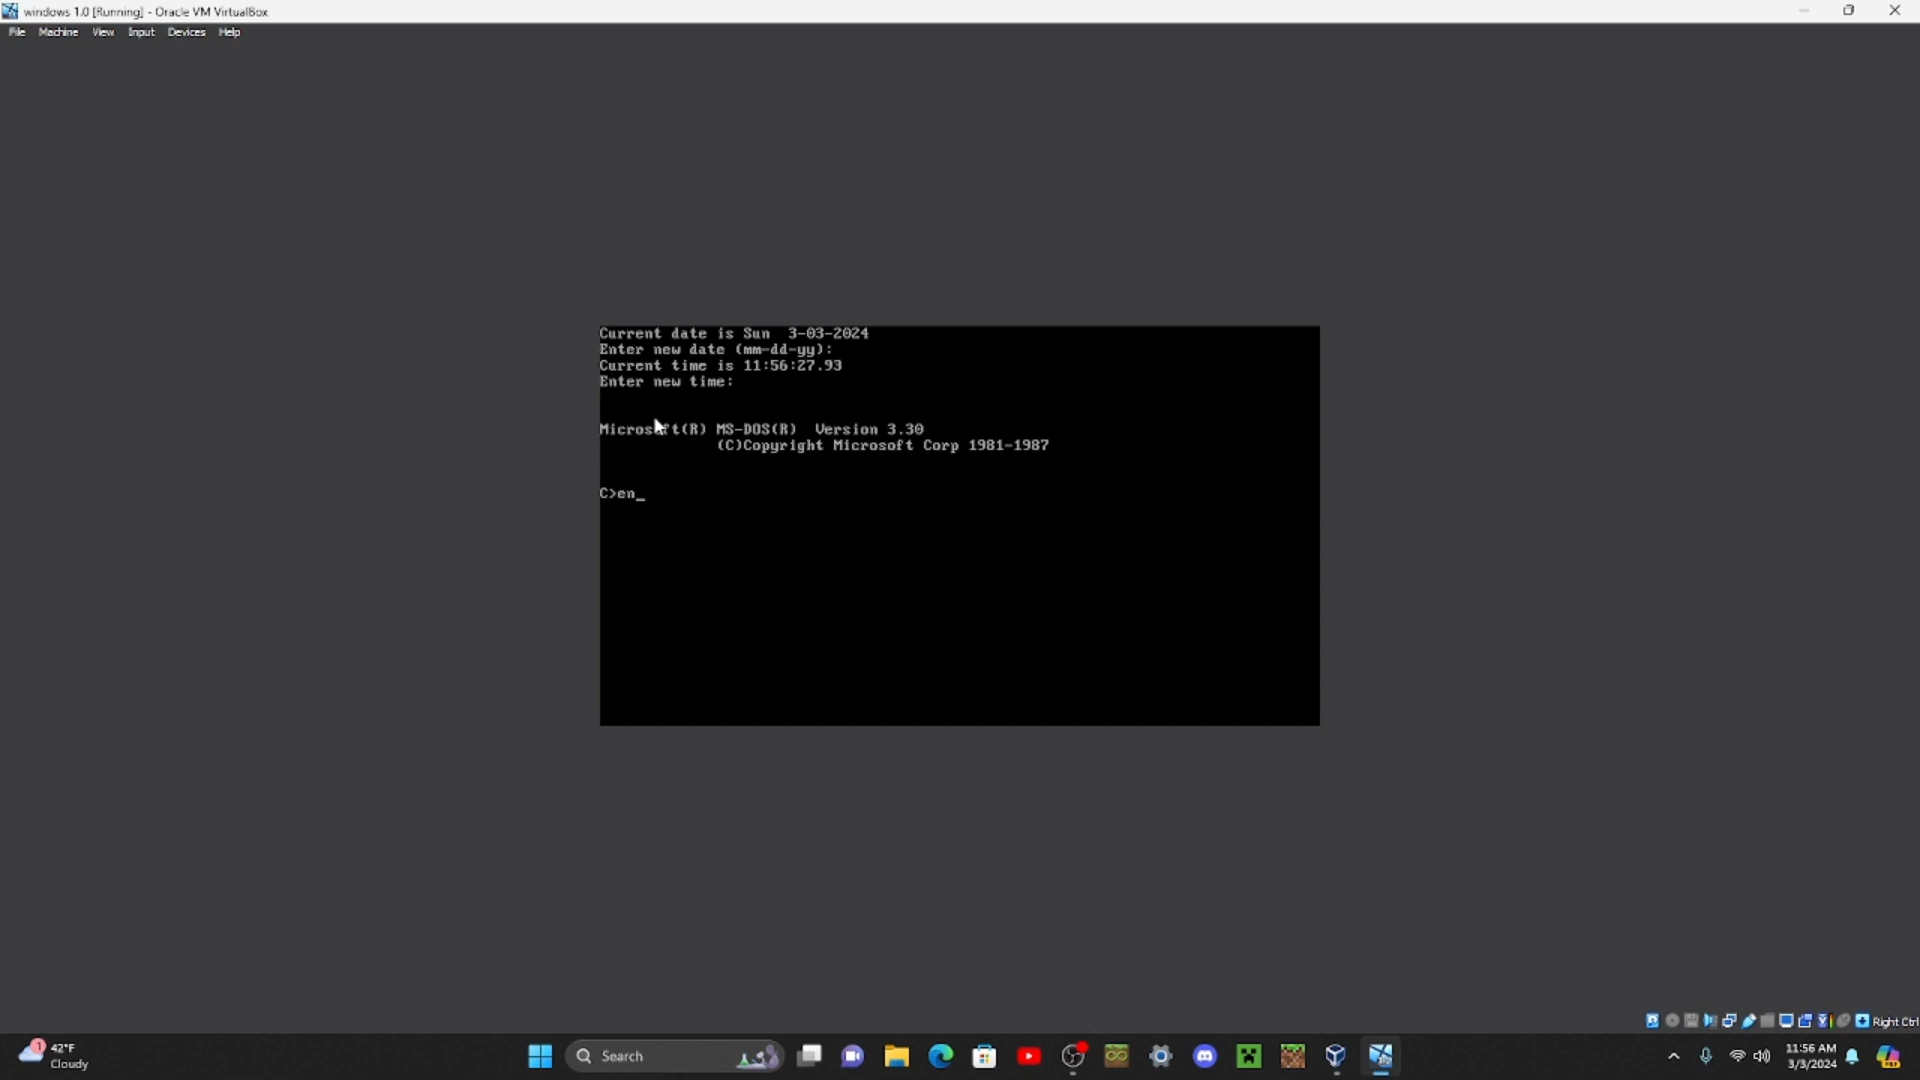 windows 1.0 [Running] - Oracle VM VirtualBox
File Machine View Input Devices Help
Current date is Sun  3-03-2024
Enter new date (mm-dd-yy):
Current time is 11:56:27.93
Enter new time:
Microsoft(R) MS-DOS(R)  Version 3.30
(C)Copyright Microsoft Corp 1981-1987
C>en_
Right Ctrl
1
42°F
Cloudy
Search
11:56 AM
3/3/2024